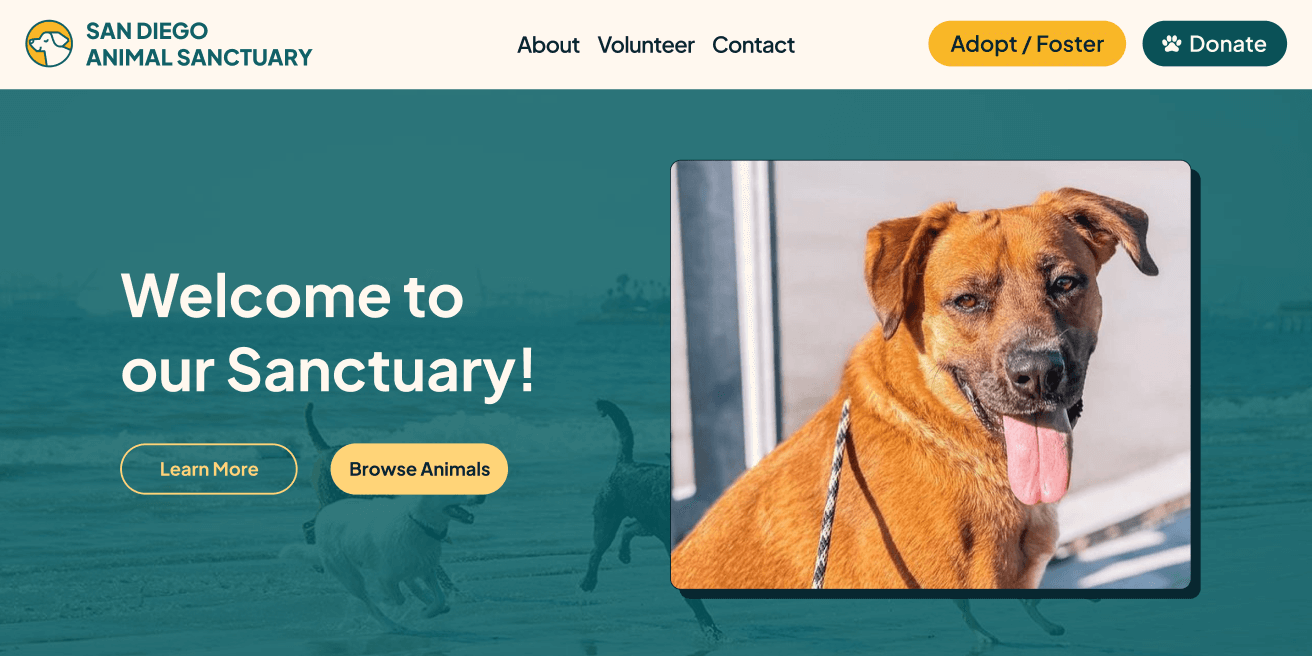 SAN DIEGO
ANIMAL SANCTUARY
About Volunteer Contact
Adopt / Foster
Donate
Welcome to
our Sanctuary!
Learn More
Browse Animals